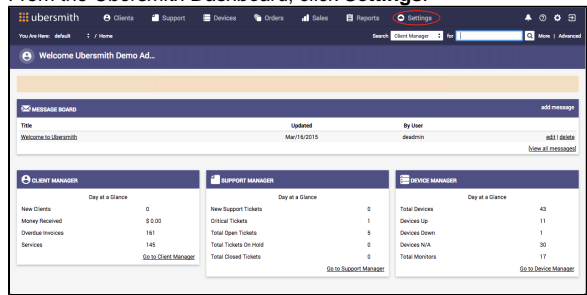 From the Ubersmith Dashboard, click Settings.
ubersmith Clients Support Devices Orders Sales Reports Settings
You Are Here: default / Home Search Client Manager for More | Advanced
Welcome Ubersmith Demo Ad...
MESSAGE BOARD add message
Title Updated By User
Welcome to Ubersmith Mar/16/2015 deadmin edit | delete
[view all messages]
CLIENT MANAGER SUPPORT MANAGER DEVICE MANAGER
Day at a Glance Day at a Glance Day at a Glance
New Clients 0 New Support Tickets 0 Total Devices 43
Money Received $ 0.00 Critical Tickets 1 Devices Up 11
Overdue Invoices 161 Total Open Tickets 5 Devices Down 1
Services 145 Total Tickets On Hold 0 Devices N/A 30
Go to Client Manager Total Closed Tickets 0 Total Monitors 17
Go to Support Manager Go to Device Manager